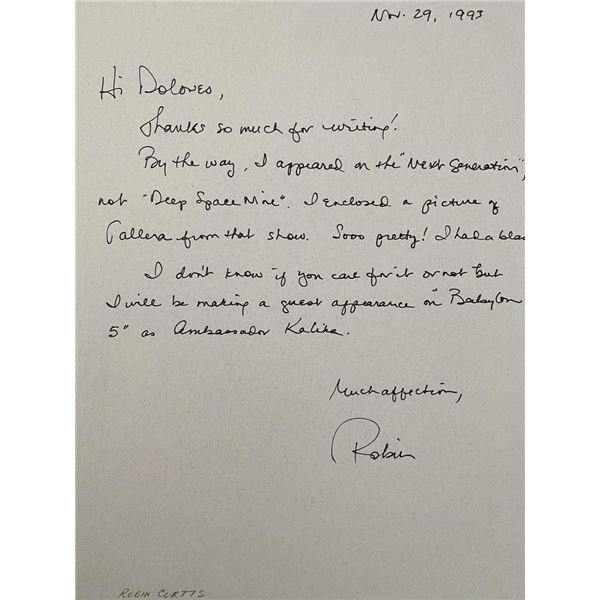 Nov. 29, 1993
Hi Dolores,
Thanks so much for writing!
By the way, I appeared on the "Next Generation",
not "Deep Space Nine". I enclosed a picture of
Tallera from that show. Sooo pretty! I had a blas
I don't know if you care for it or not but
I will be making a guest appearance on "Babylon
5" as Ambassador Kalika.
Much affection,
Robin
ROBIN CURTIS